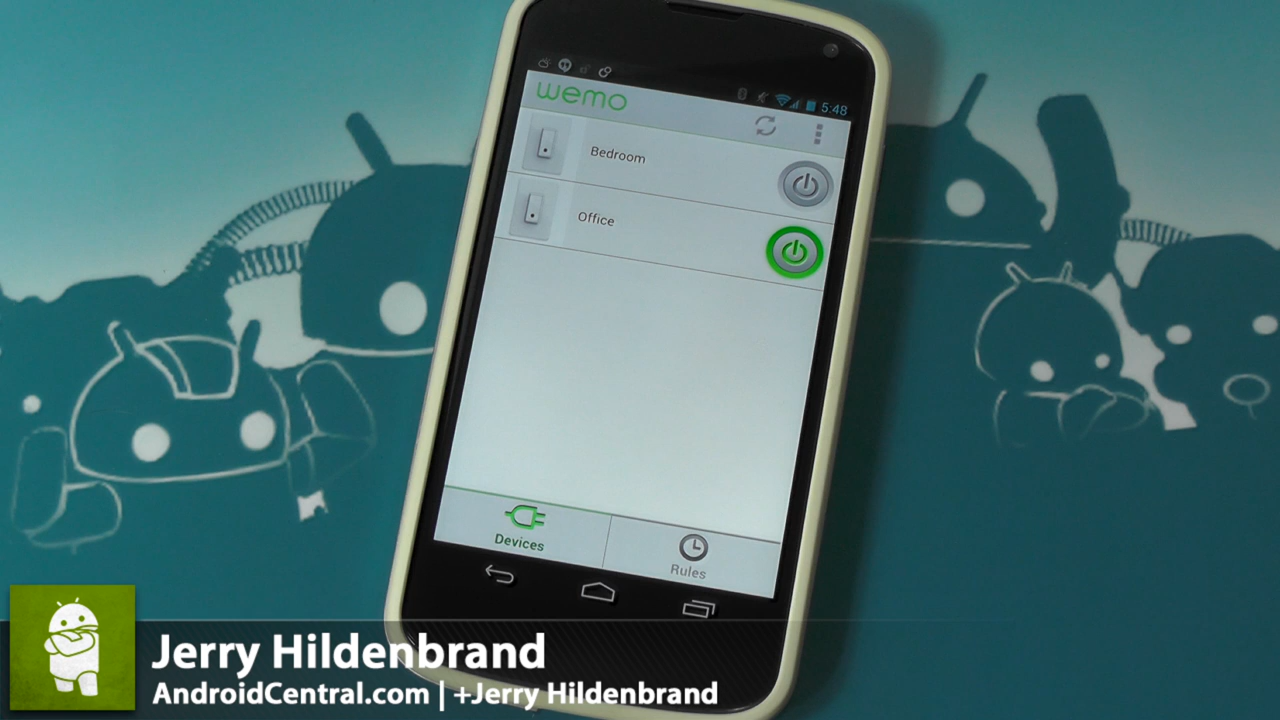 5:48
wemo
Bedroom
Office
Devices
Rules
Jerry Hildenbrand
AndroidCentral.com | +Jerry Hildenbrand